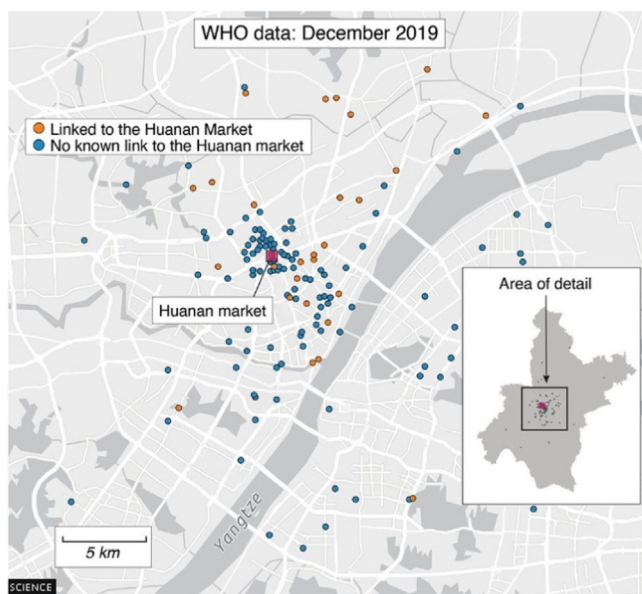 WHO data: December 2019
Linked to the Huanan Market
No known link to the Huanan market
Huanan market
Area of detail
Yangtze
5 km
SCIENCE